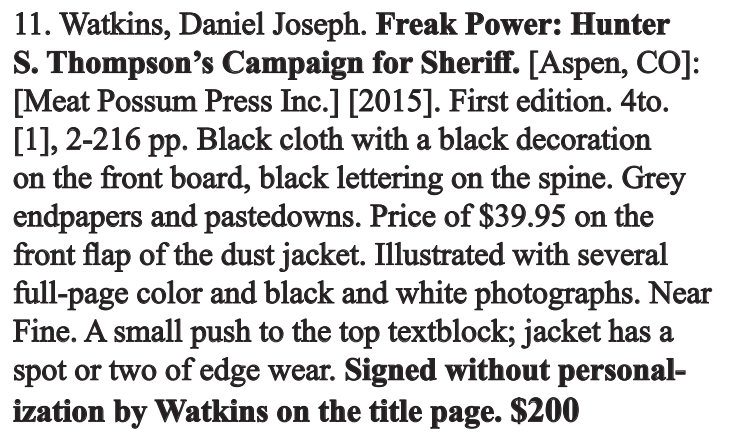 11. Watkins, Daniel Joseph. Freak Power: Hunter
S. Thompson’s Campaign for Sheriff. [Aspen, CO]:
[Meat Possum Press Inc.] [2015]. First edition. 4to.
[1], 2-216 pp. Black cloth with a black decoration
on the front board, black lettering on the spine. Grey
endpapers and pastedowns. Price of $39.95 on the
front flap of the dust jacket. Illustrated with several
full-page color and black and white photographs. Near
Fine. A small push to the top textblock; jacket has a
spot or two of edge wear. Signed without personal-
ization by Watkins on the title page. $200